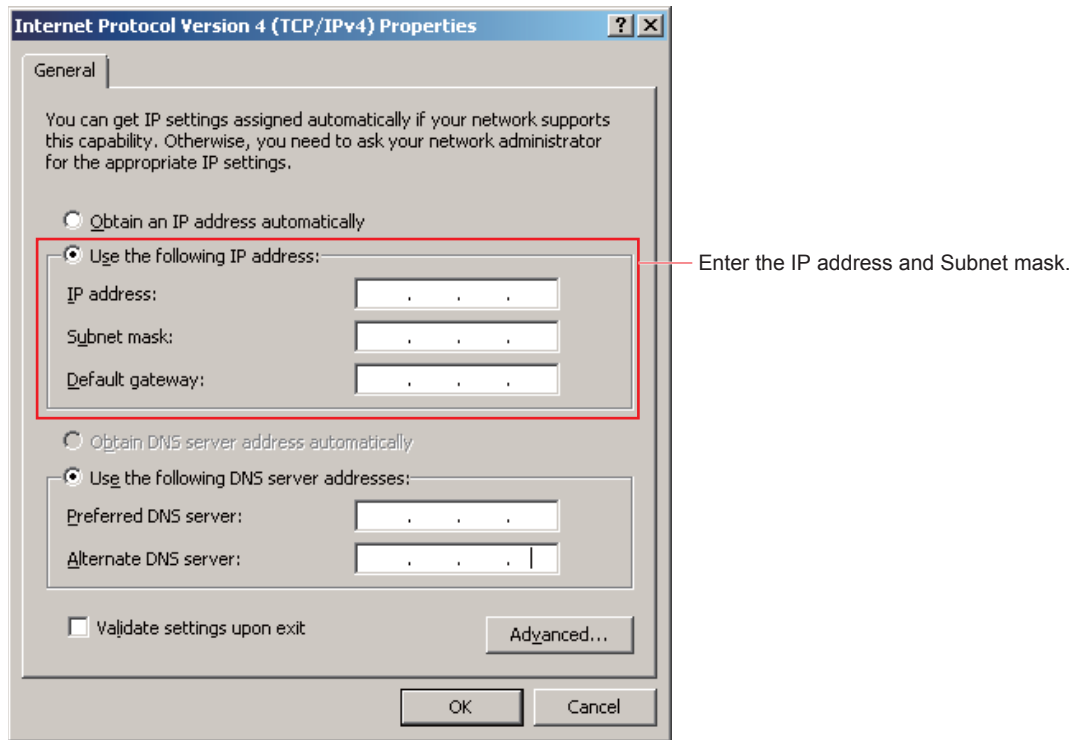 Internet Protocol Version 4 (TCP/IPv4) Properties
General
You can get IP settings assigned automatically if your network supports
this capability. Otherwise, you need to ask your network administrator
for the appropriate IP settings.
Obtain an IP address automatically
Use the following IP address:
Enter the IP address and Subnet mask.
IP address:
Subnet mask:
Default gateway:
Obtain DNS server address automatically
Use the following DNS server addresses:
Preferred DNS server:
Alternate DNS server:
Validate settings upon exit
Advanced...
OK
Cancel